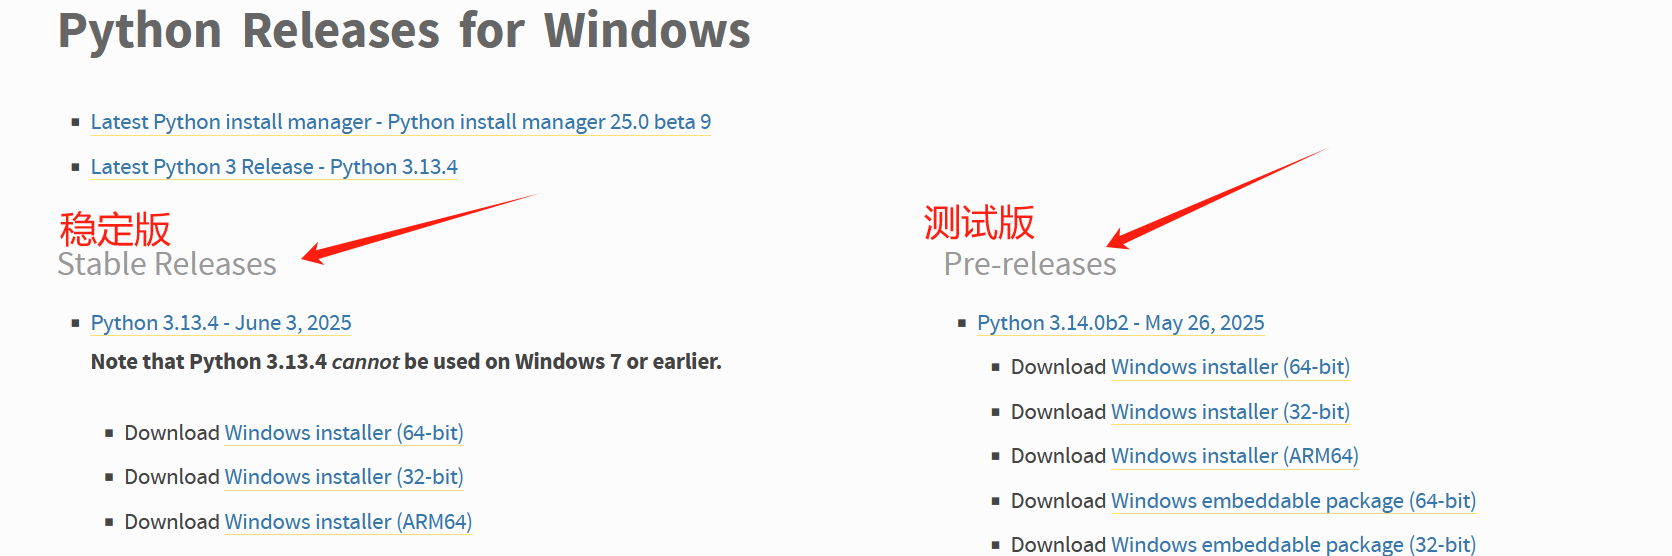 Python Releases for Windows
Latest Python install manager - Python install manager 25.0 beta 9
Latest Python 3 Release - Python 3.13.4
稳定版
Stable Releases
Python 3.13.4 - June 3, 2025
Note that Python 3.13.4 cannot be used on Windows 7 or earlier.
Download Windows installer (64-bit)
Download Windows installer (32-bit)
Download Windows installer (ARM64)
测试版
Pre-releases
Python 3.14.0b2 - May 26, 2025
Download Windows installer (64-bit)
Download Windows installer (32-bit)
Download Windows installer (ARM64)
Download Windows embeddable package (64-bit)
Download Windows embeddable package (32-bit)